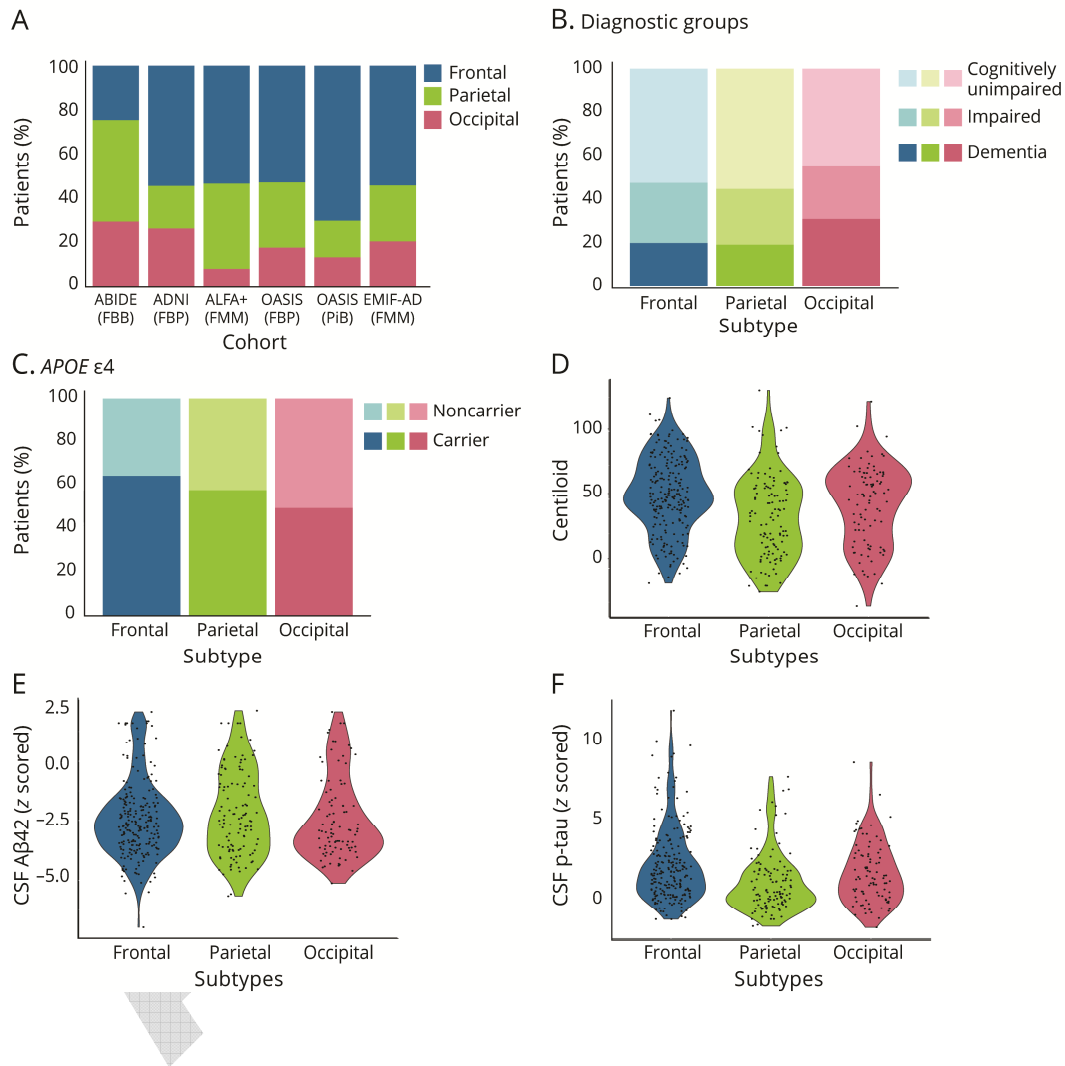 A
100
80
60
40
20
0
Patients (%)
Frontal
Parietal
Occipital
ABIDE (FBB)
ADNI (FBP)
ALFA+ (FMM)
OASIS (FBP)
OASIS (PiB)
EMIF-AD (FMM)
Cohort
B. Diagnostic groups
100
80
60
40
20
0
Patients (%)
Cognitively
unimpaired
Impaired
Dementia
Frontal Parietal Occipital
Subtype
C. APOE ε4
100
80
60
40
20
0
Patients (%)
Noncarrier
Carrier
Frontal Parietal Occipital
Subtype
D
100
50
0
Centiloid
Frontal Parietal Occipital
Subtypes
E
2.5
0.0
−2.5
−5.0
CSF Aβ42 (z scored)
Frontal Parietal Occipital
Subtypes
F
10
5
0
CSF p-tau (z scored)
Frontal Parietal Occipital
Subtypes